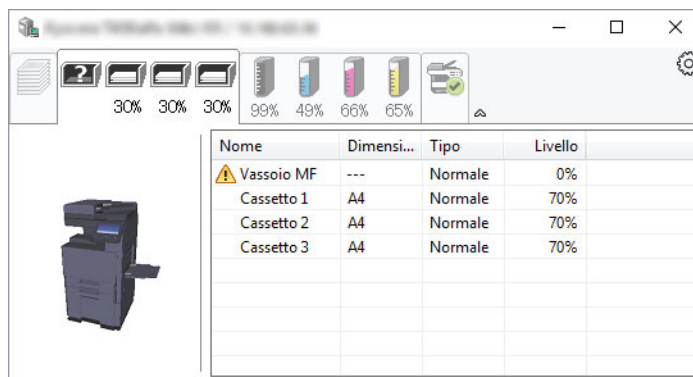 30% 30% 30% 99% 49% 66% 65%
Nome Dimensi... Tipo Livello
Vassoio MF --- Normale 0%
Cassetto 1 A4 Normale 70%
Cassetto 2 A4 Normale 70%
Cassetto 3 A4 Normale 70%